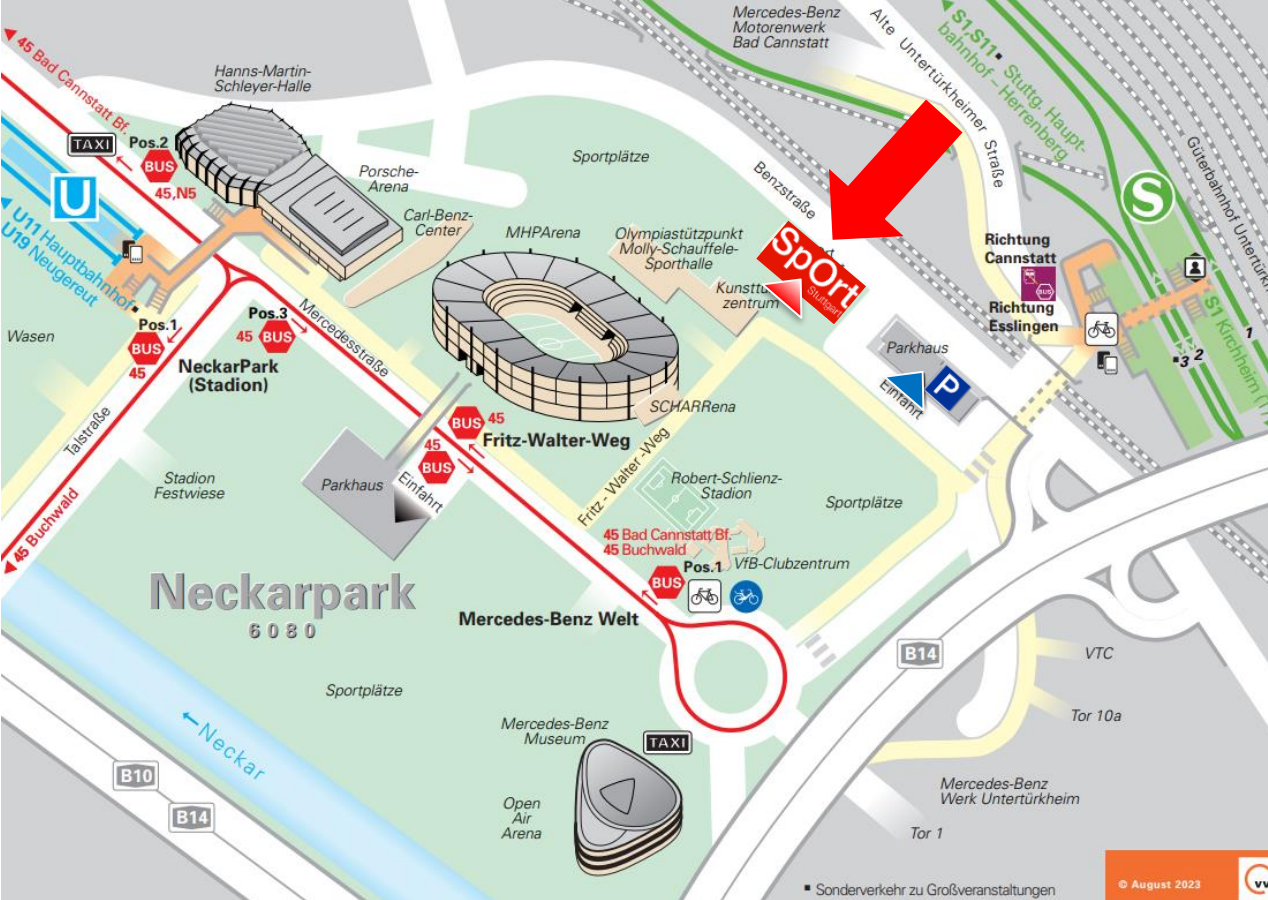 Mercedes-Benz
Motorenwerk
Bad Cannstatt
Alte Untertürkheimer Straße
S1,S11 Stuttg. Haupt-
bahnhof – Herrenberg
Güterbahnhof
45 Bad Cannstatt Bf.
Hanns-Martin-
Schleyer-Halle
TAXI
Pos.2
BUS
45,N5
U
U11 Hauptbahnhof
U19 Neugereut
Porsche-
Arena
Carl-Benz-
Center
Sportplätze
Benzstraße
MHPArena
Olympiastützpunkt
Molly-Schauffele-
Sporthalle
SpOrt
Stuttgart
S
Richtung
Cannstatt
BUS
Richtung
Esslingen
S1 Kirchheim
1
2
3
Wasen
Pos.1
BUS
45
Pos.3
45 BUS
NeckarPark
(Stadion)
Mercedesstraße
Talstraße
Parkhaus
Einfahrt
P
SCHARRena
BUS 45
Fritz-Walter-Weg
45
BUS
Stadion
Festwiese
Parkhaus
Einfahrt
Fritz - Walter -Weg
Robert-Schlienz-
Stadion
Sportplätze
45 Buchwald
45 Bad Cannstatt Bf.
45 Buchwald
Pos.1
BUS
VfB-Clubzentrum
Neckarpark
6080
Mercedes-Benz Welt
B14
VTC
Tor 10a
Sportplätze
Neckar
Mercedes-Benz
Museum
TAXI
B10
B14
Open
Air
Arena
Mercedes-Benz
Werk Untertürkheim
Tor 1
Sonderverkehr zu Großveranstaltungen
© August 2023